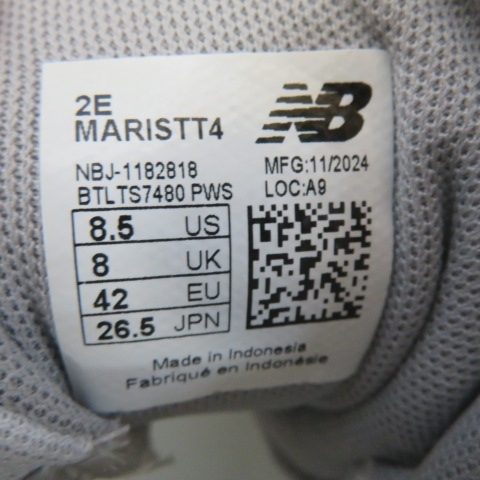 2E
MARISTT4
NB
NBJ-1182818
BTLTS7480 PWS
MFG:11/2024
LOC:A9
8.5 US
8 UK
42 EU
26.5 JPN
Made in Indonesia
Fabriqué en Indonésie